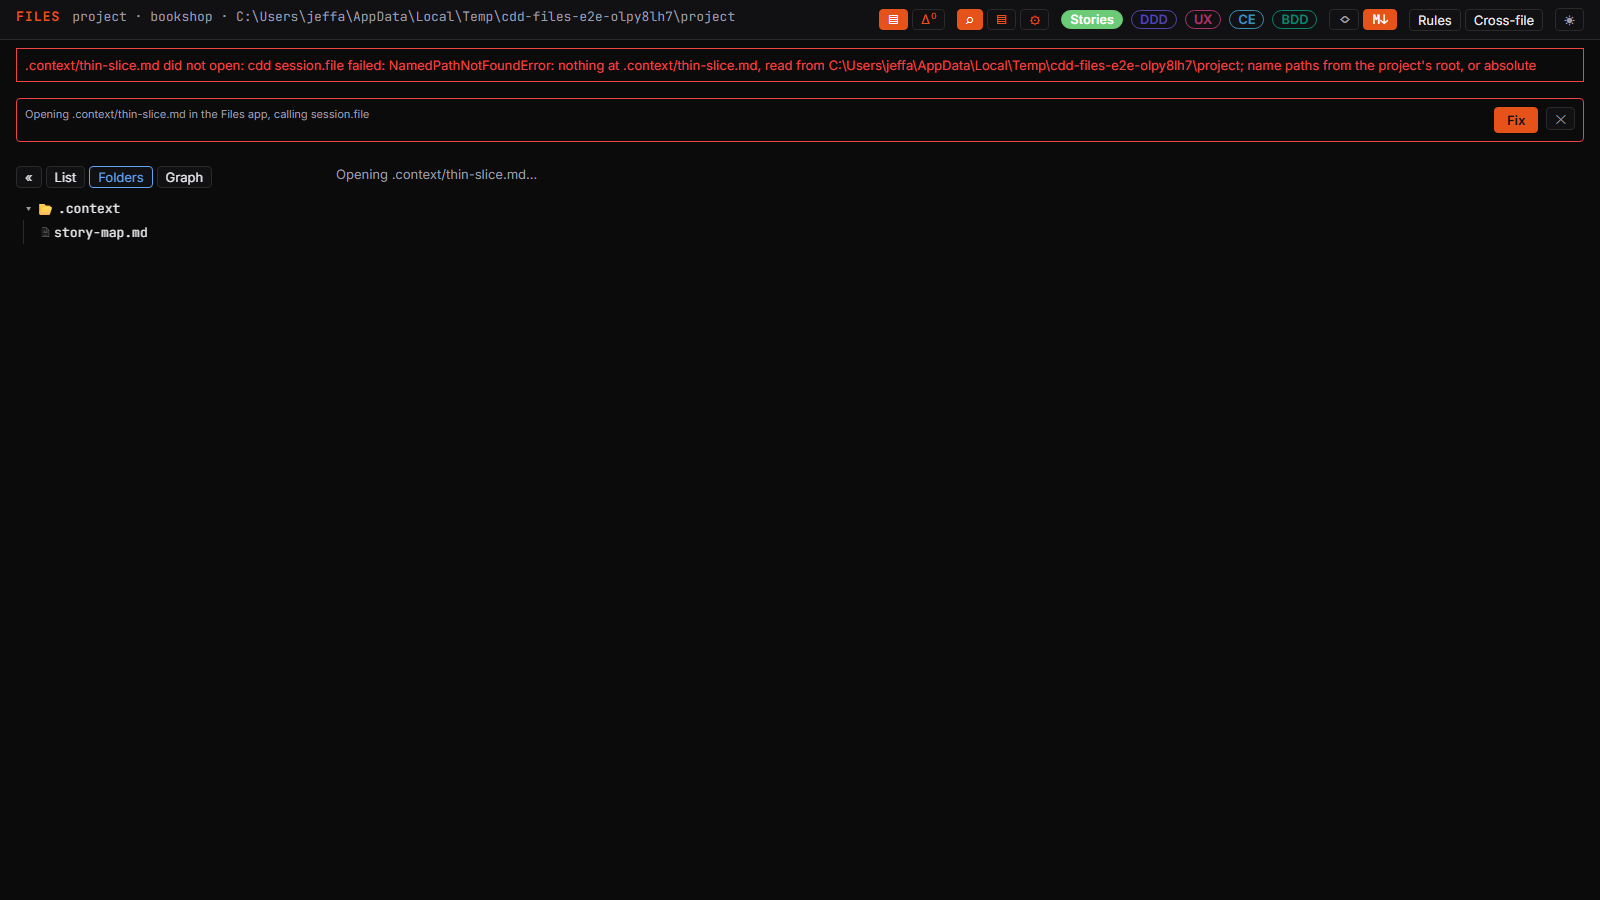 FILES project · bookshop · C:\Users\jeffa\AppData\Local\Temp\cdd-files-e2e-olpy8lh7\project
Δ0
Stories DDD UX CE BDD
M↓
Rules Cross-file
.context/thin-slice.md did not open: cdd session.file failed: NamedPathNotFoundError: nothing at .context/thin-slice.md, read from C:\Users\jeffa\AppData\Local\Temp\cdd-files-e2e-olpy8lh7\project; name paths from the project's root, or absolute
Opening .context/thin-slice.md in the Files app, calling session.file
Fix
« List Folders Graph
Opening .context/thin-slice.md...
.context
story-map.md